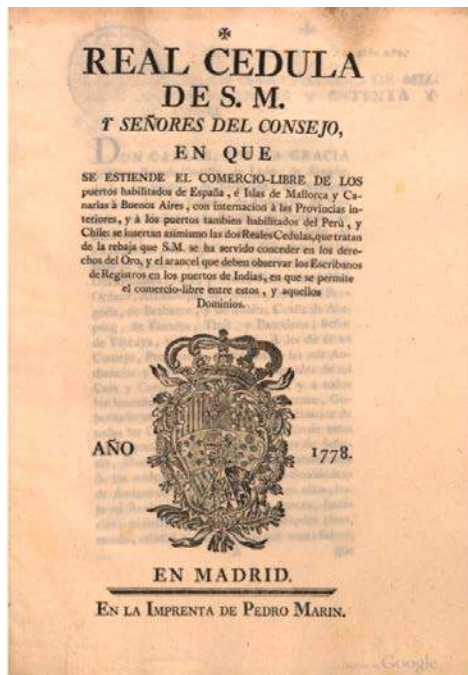 ✠
REAL CEDULA
DE S. M.
Y SEÑORES DEL CONSEJO,
EN QUE
SE ESTIENDE EL COMERCIO-LIBRE DE LOS
puertos habilitados de España, é Islas de Mallorca y Ca-
narias à Buenos Aires, con internacion à las Provincias in-
teriores, y à los puertos tambien habilitados del Perú, y
Chile: se insertan asimismo las dos Reales Cedulas, que tratan
de la rebaja que S.M. se ha servido conceder en los dere-
chos del Oro, y el arancel que deben observar los Escribanos
de Registros en los puertos de Indias, en que se permite
el comercio-libre entre estos, y aquellos
Dominios.
AÑO 1778.
EN MADRID.
EN LA IMPRENTA DE PEDRO MARIN.
Google